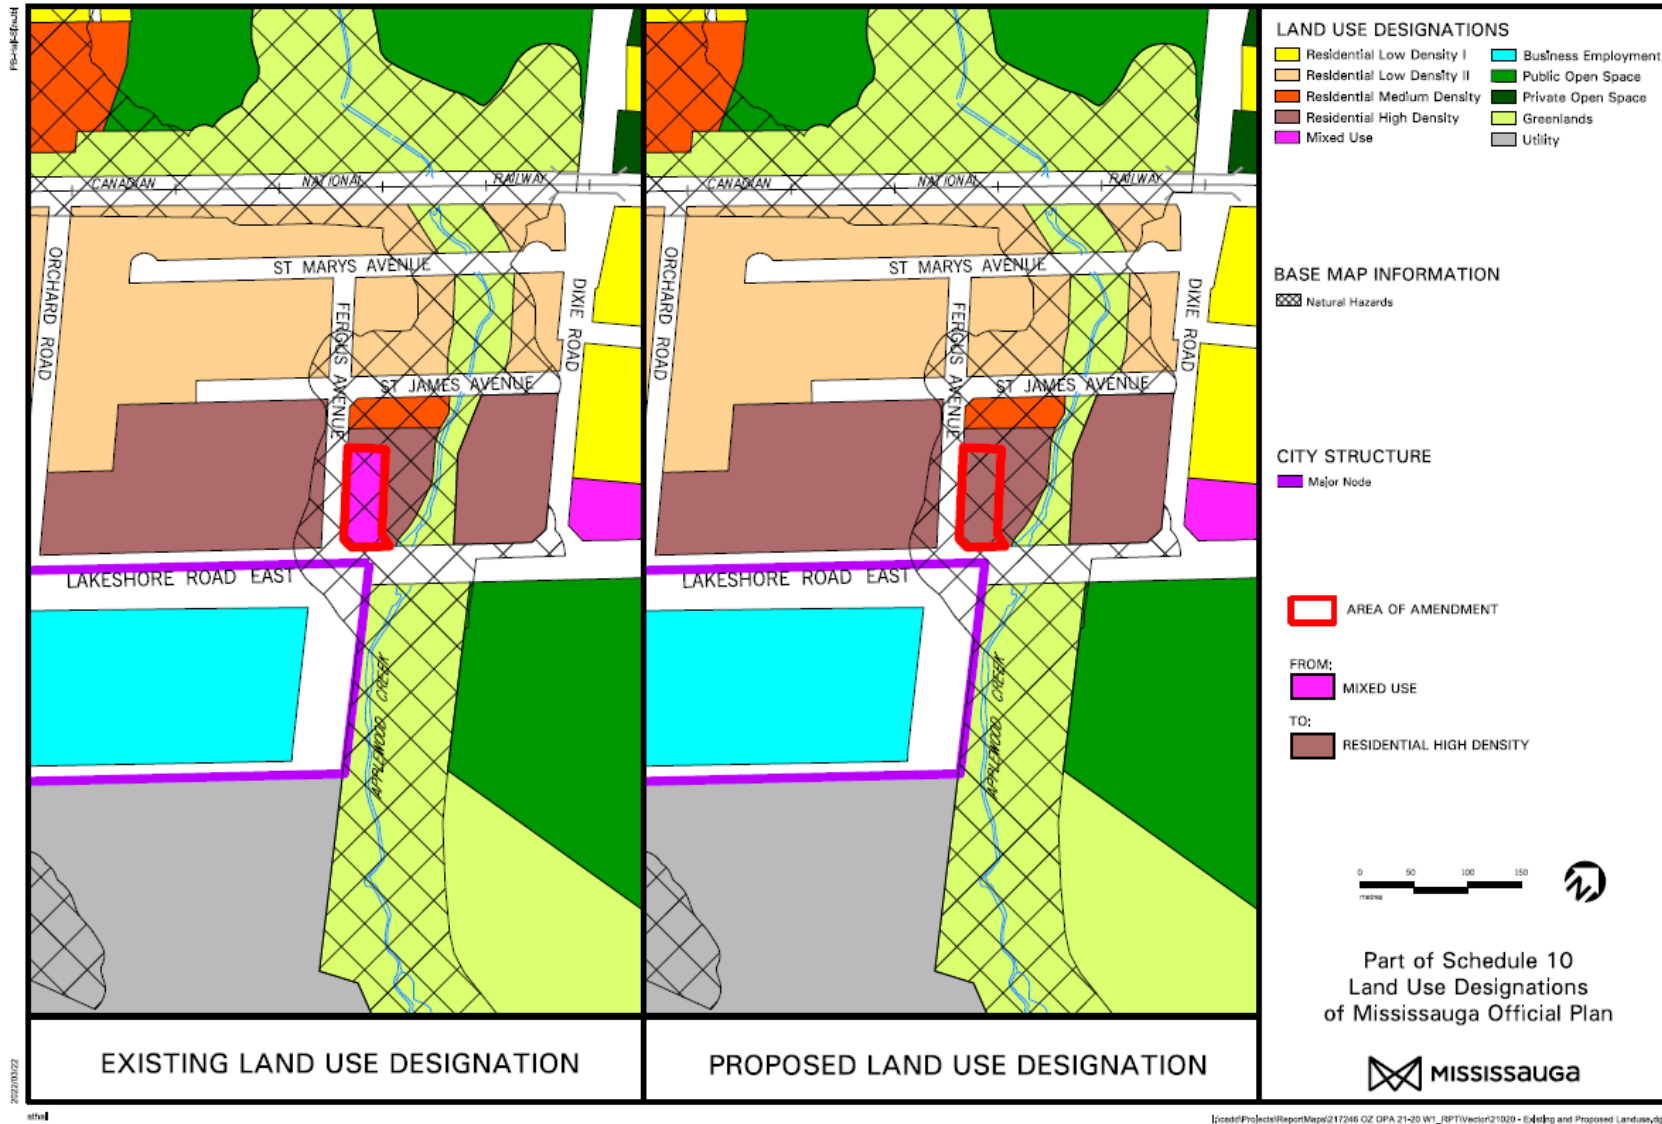 CANADIAN NATIONAL RAILWAY
ORCHARD ROAD
ST MARYS AVENUE
FERGUS AVENUE
DIXIE ROAD
ST JAMES AVENUE
LAKESHORE ROAD EAST
APPLEWOOD CREEK
EXISTING LAND USE DESIGNATION
CANADIAN NATIONAL RAILWAY
ORCHARD ROAD
ST MARYS AVENUE
FERGUS AVENUE
DIXIE ROAD
ST JAMES AVENUE
LAKESHORE ROAD EAST
APPLEWOOD CREEK
PROPOSED LAND USE DESIGNATION
LAND USE DESIGNATIONS
Residential Low Density I
Residential Low Density II
Residential Medium Density
Residential High Density
Mixed Use
Business Employment
Public Open Space
Private Open Space
Greenlands
Utility
BASE MAP INFORMATION
Natural Hazards
CITY STRUCTURE
Major Node
AREA OF AMENDMENT
FROM:
MIXED USE
TO:
RESIDENTIAL HIGH DENSITY
0 50 100 150
metres
Part of Schedule 10
Land Use Designations
of Mississauga Official Plan
MISSISSAUGA
2022/03/22